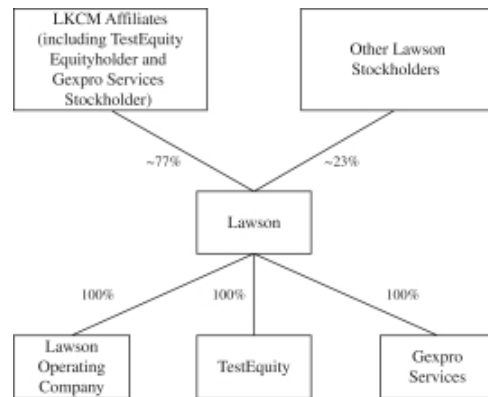 LKCM Affiliates
(including TestEquity
Equityholder and
Gexpro Services
Stockholder)
Other Lawson
Stockholders
~77%
~23%
Lawson
100%
100%
100%
Lawson
Operating
Company
TestEquity
Gexpro
Services